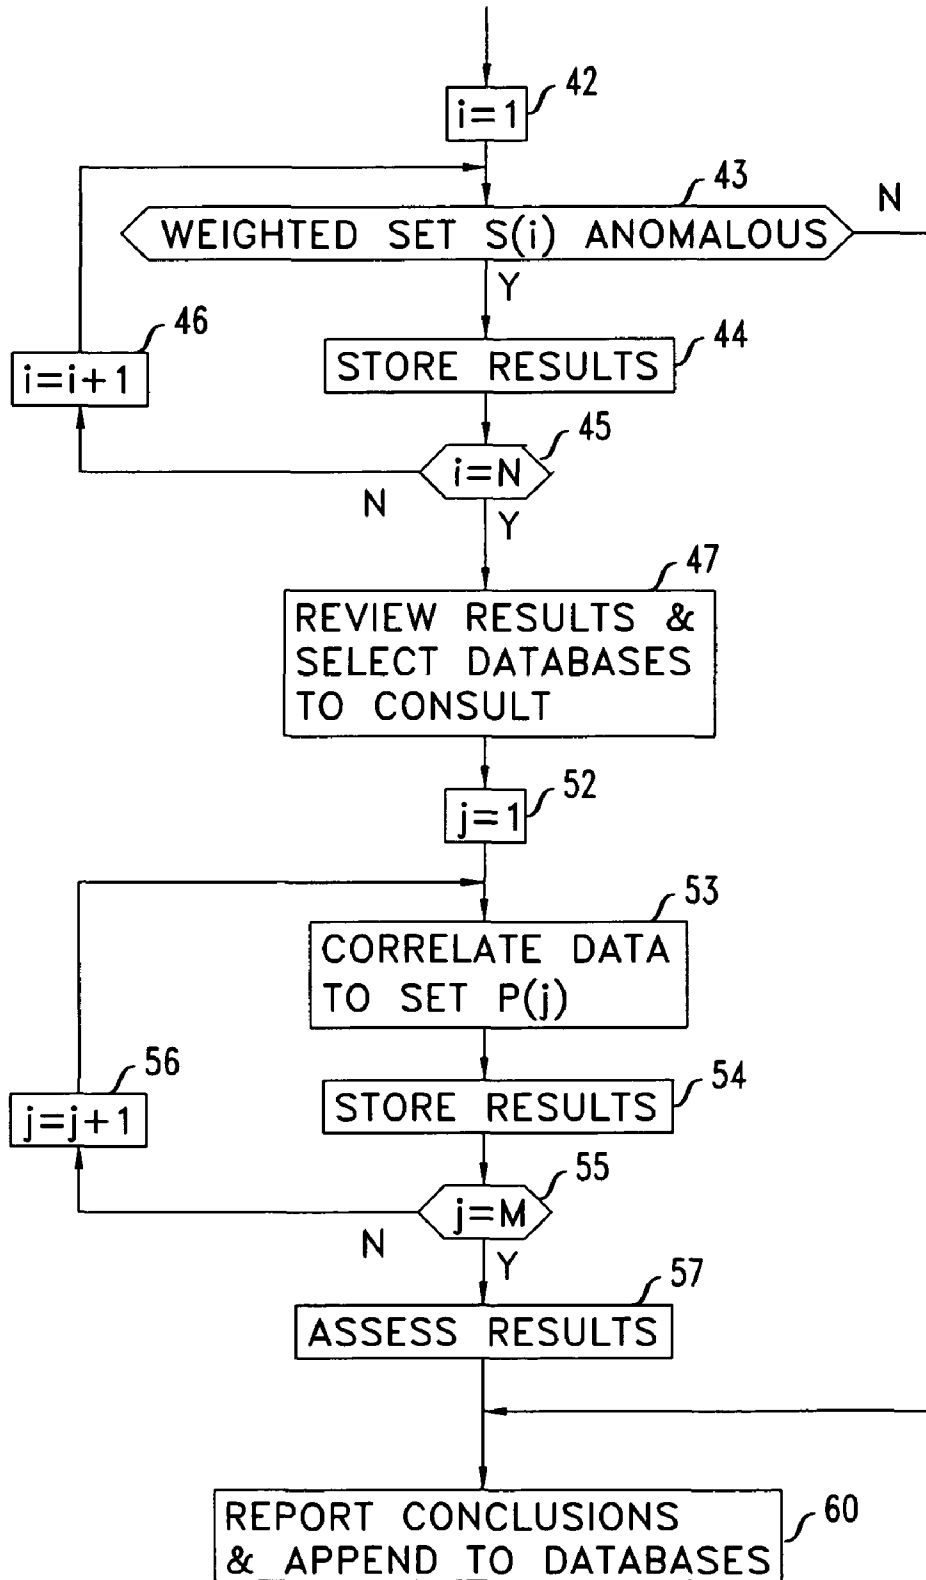 42
i=1
43
N
WEIGHTED SET S(i) ANOMALOUS
Y
46
44
i=i+1
STORE RESULTS
45
i=N
N
Y
47
REVIEW RESULTS &
SELECT DATABASES
TO CONSULT
52
j=1
53
CORRELATE DATA
TO SET P(j)
56
54
j=j+1
STORE RESULTS
55
j=M
N
Y
57
ASSESS RESULTS
60
REPORT CONCLUSIONS
& APPEND TO DATABASES